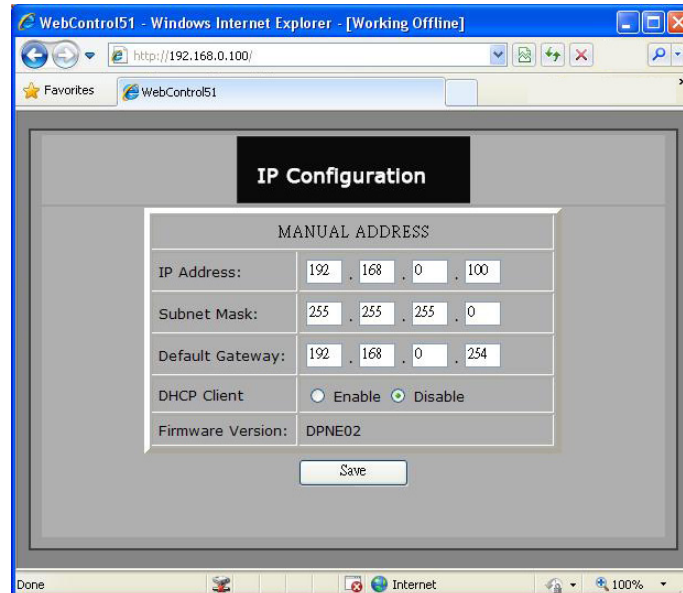 WebControl51 - Windows Internet Explorer - [Working Offline]
http://192.168.0.100/
Favorites
WebControl51
IP Configuration
MANUAL ADDRESS
IP Address: 192 . 168 . 0 . 100
Subnet Mask: 255 . 255 . 255 . 0
Default Gateway: 192 . 168 . 0 . 254
DHCP Client Enable Disable
Firmware Version: DPNE02
Save
Done Internet 100%